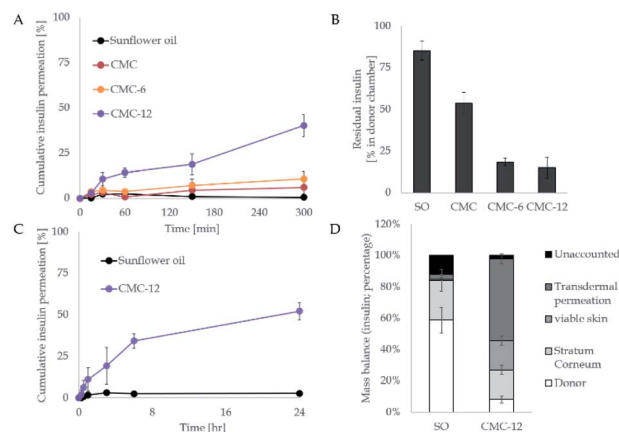 A
Cumulative insulin permeation [%]
100
75
50
25
0
Sunflower oil
CMC
CMC-6
CMC-12
0 60 120 180 240 300
Time [min]
B
Residual insulin
[% in donor chamber]
100
75
50
25
0
SO CMC CMC-6 CMC-12
C
Cumulative insulin permeation [%]
100
75
50
25
0
Sunflower oil
CMC-12
0 8 16 24
Time [hr]
D
Mass balance (insulin; percentage)
100%
80%
60%
40%
20%
0%
SO CMC-12
Unaccounted
Transdermal
permeation
viable skin
Stratum
Corneum
Donor